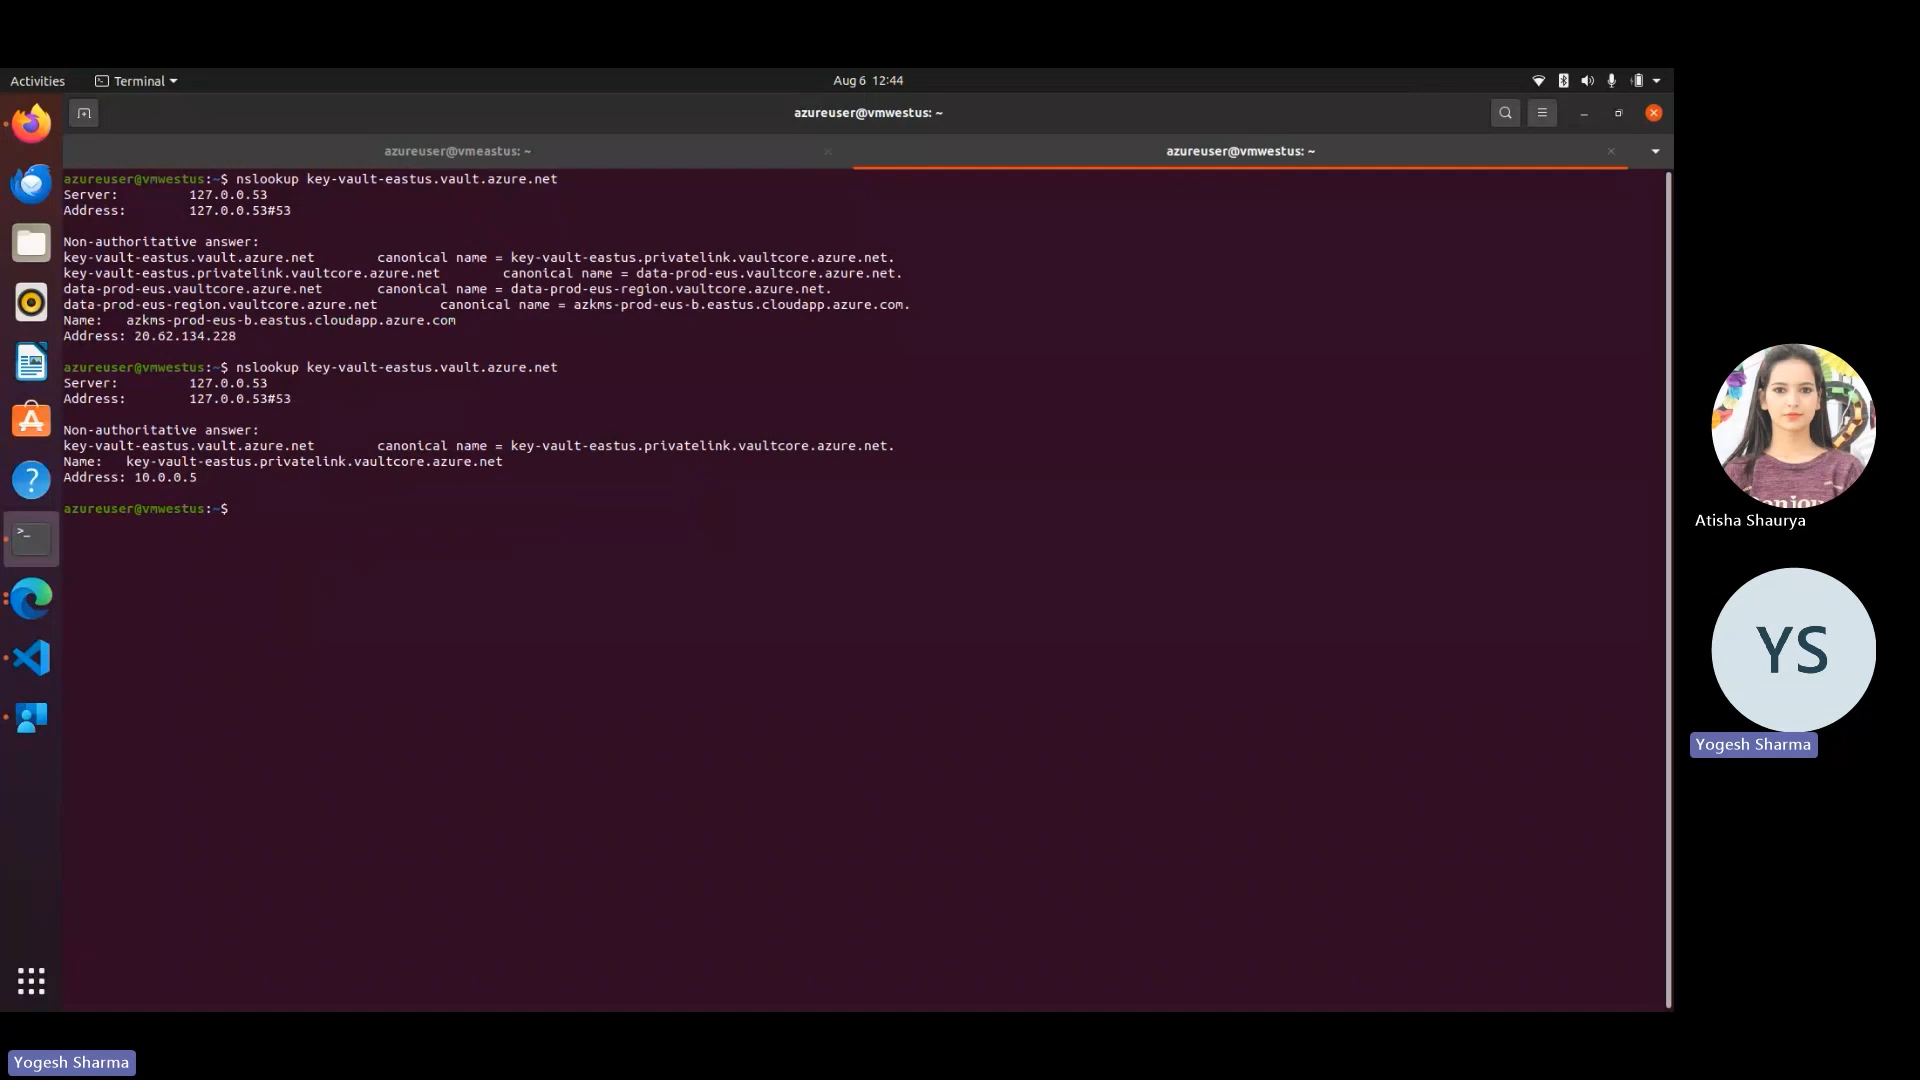 Activities
Terminal
Aug 6 12:44
azureuser@vmwestus: ~
azureuser@vmeastus: ~
azureuser@vmwestus: ~
azureuser@vmwestus:~$ nslookup key-vault-eastus.vault.azure.net
Server: 127.0.0.53
Address: 127.0.0.53#53
Non-authoritative answer:
key-vault-eastus.vault.azure.net canonical name = key-vault-eastus.privatelink.vaultcore.azure.net.
key-vault-eastus.privatelink.vaultcore.azure.net canonical name = data-prod-eus.vaultcore.azure.net.
data-prod-eus.vaultcore.azure.net canonical name = data-prod-eus-region.vaultcore.azure.net.
data-prod-eus-region.vaultcore.azure.net canonical name = azkms-prod-eus-b.eastus.cloudapp.azure.com.
Name: azkms-prod-eus-b.eastus.cloudapp.azure.com
Address: 20.62.134.228
azureuser@vmwestus:~$ nslookup key-vault-eastus.vault.azure.net
Server: 127.0.0.53
Address: 127.0.0.53#53
Non-authoritative answer:
key-vault-eastus.vault.azure.net canonical name = key-vault-eastus.privatelink.vaultcore.azure.net.
Name: key-vault-eastus.privatelink.vaultcore.azure.net
Address: 10.0.0.5
azureuser@vmwestus:~$
Atisha Shaurya
YS
Yogesh Sharma
Yogesh Sharma